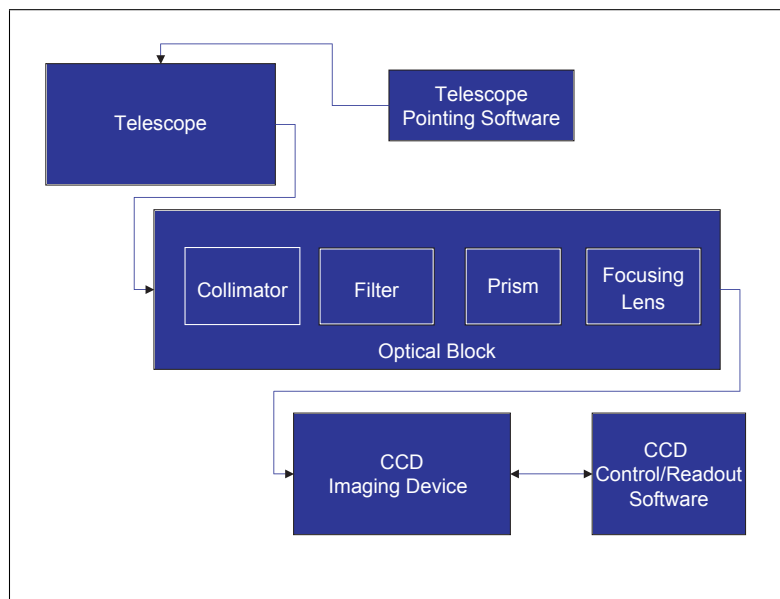 Telescope
Telescope
Pointing Software
Collimator
Filter
Prism
Focusing
Lens
Optical Block
CCD
Imaging Device
CCD
Control/Readout
Software